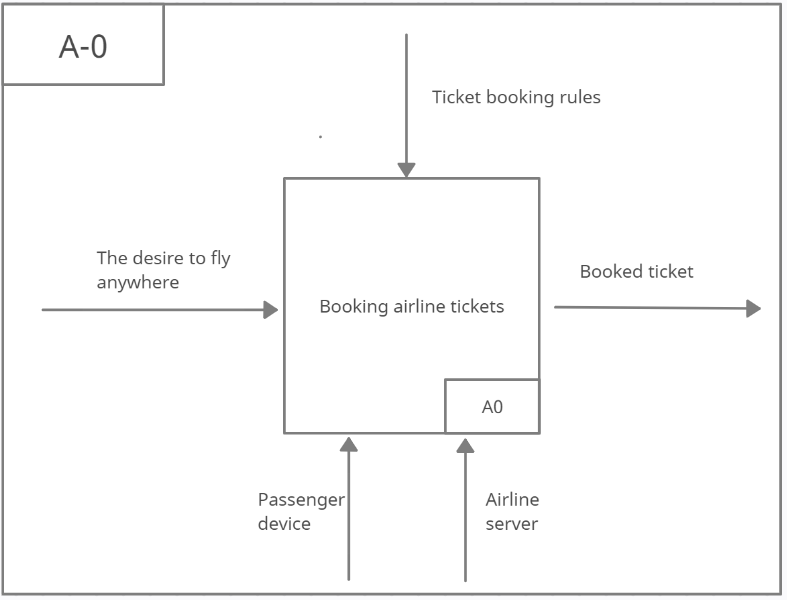 A-0
Ticket booking rules
The desire to fly
anywhere
Booked ticket
Booking airline tickets
A0
Passenger
device
Airline
server